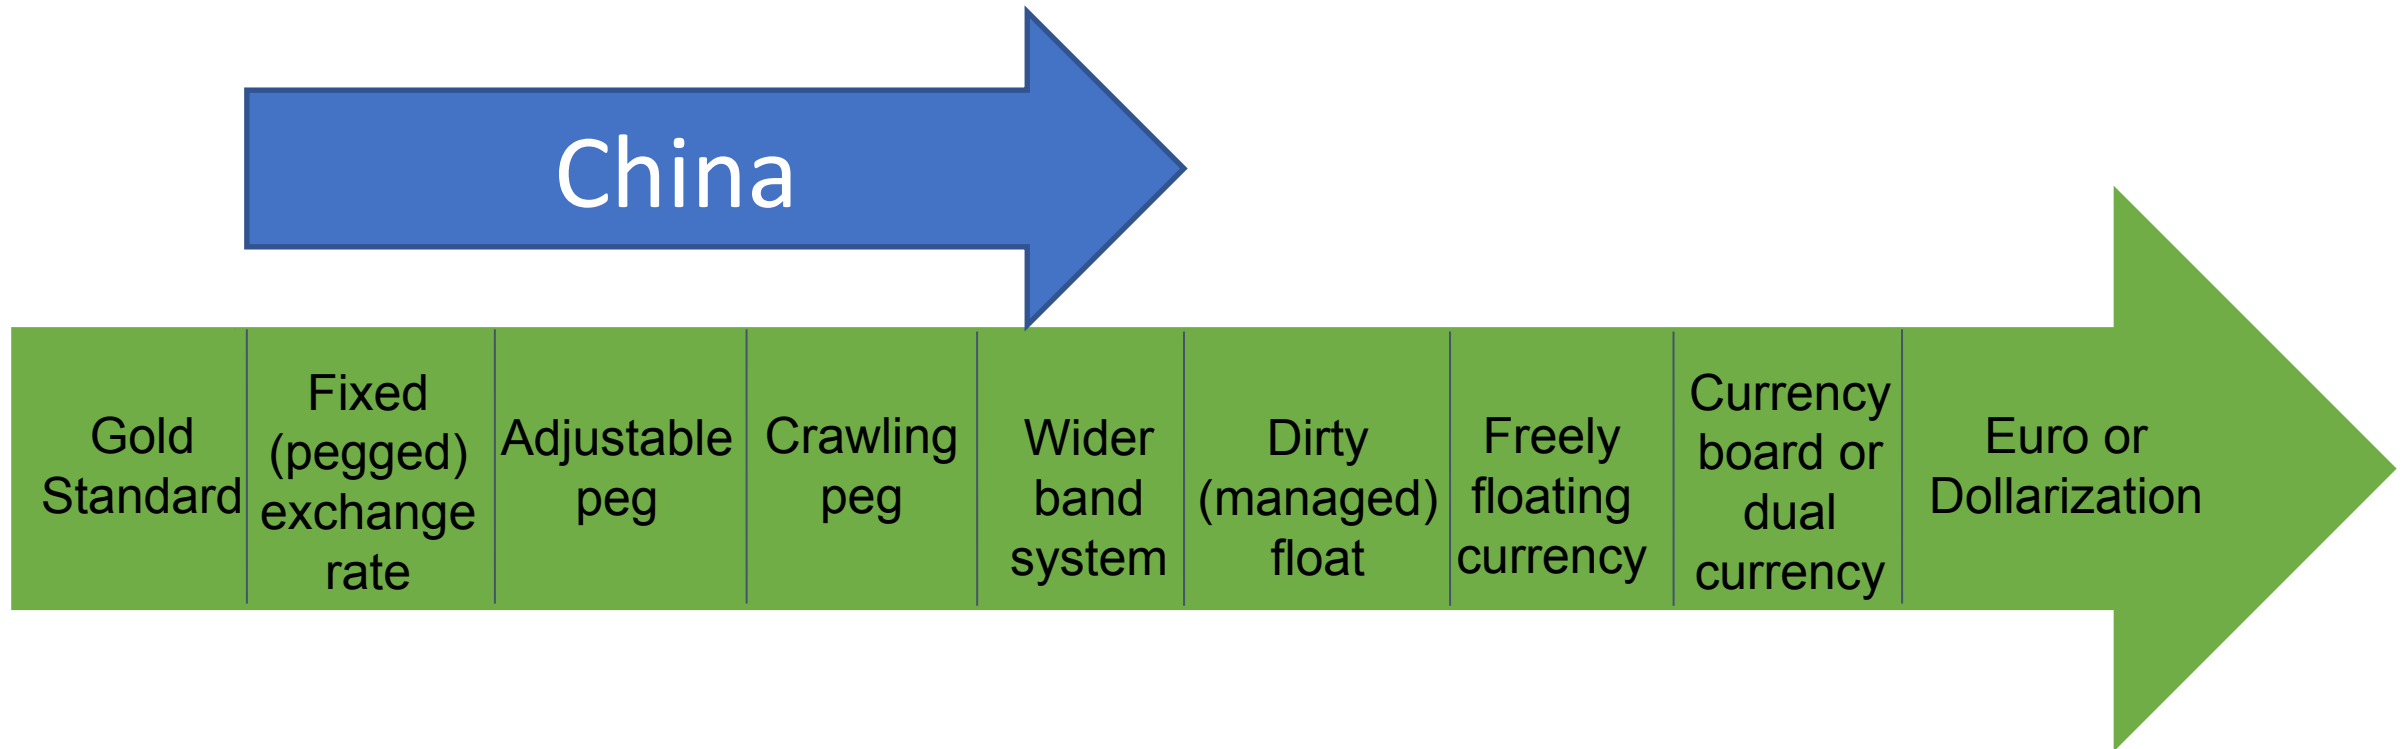 China
Gold
Standard
Fixed
(pegged)
exchange
rate
Adjustable
peg
Crawling
peg
Wider
band
system
Dirty
(managed)
float
Freely
floating
currency
Currency
board or
dual
currency
Euro or
Dollarization